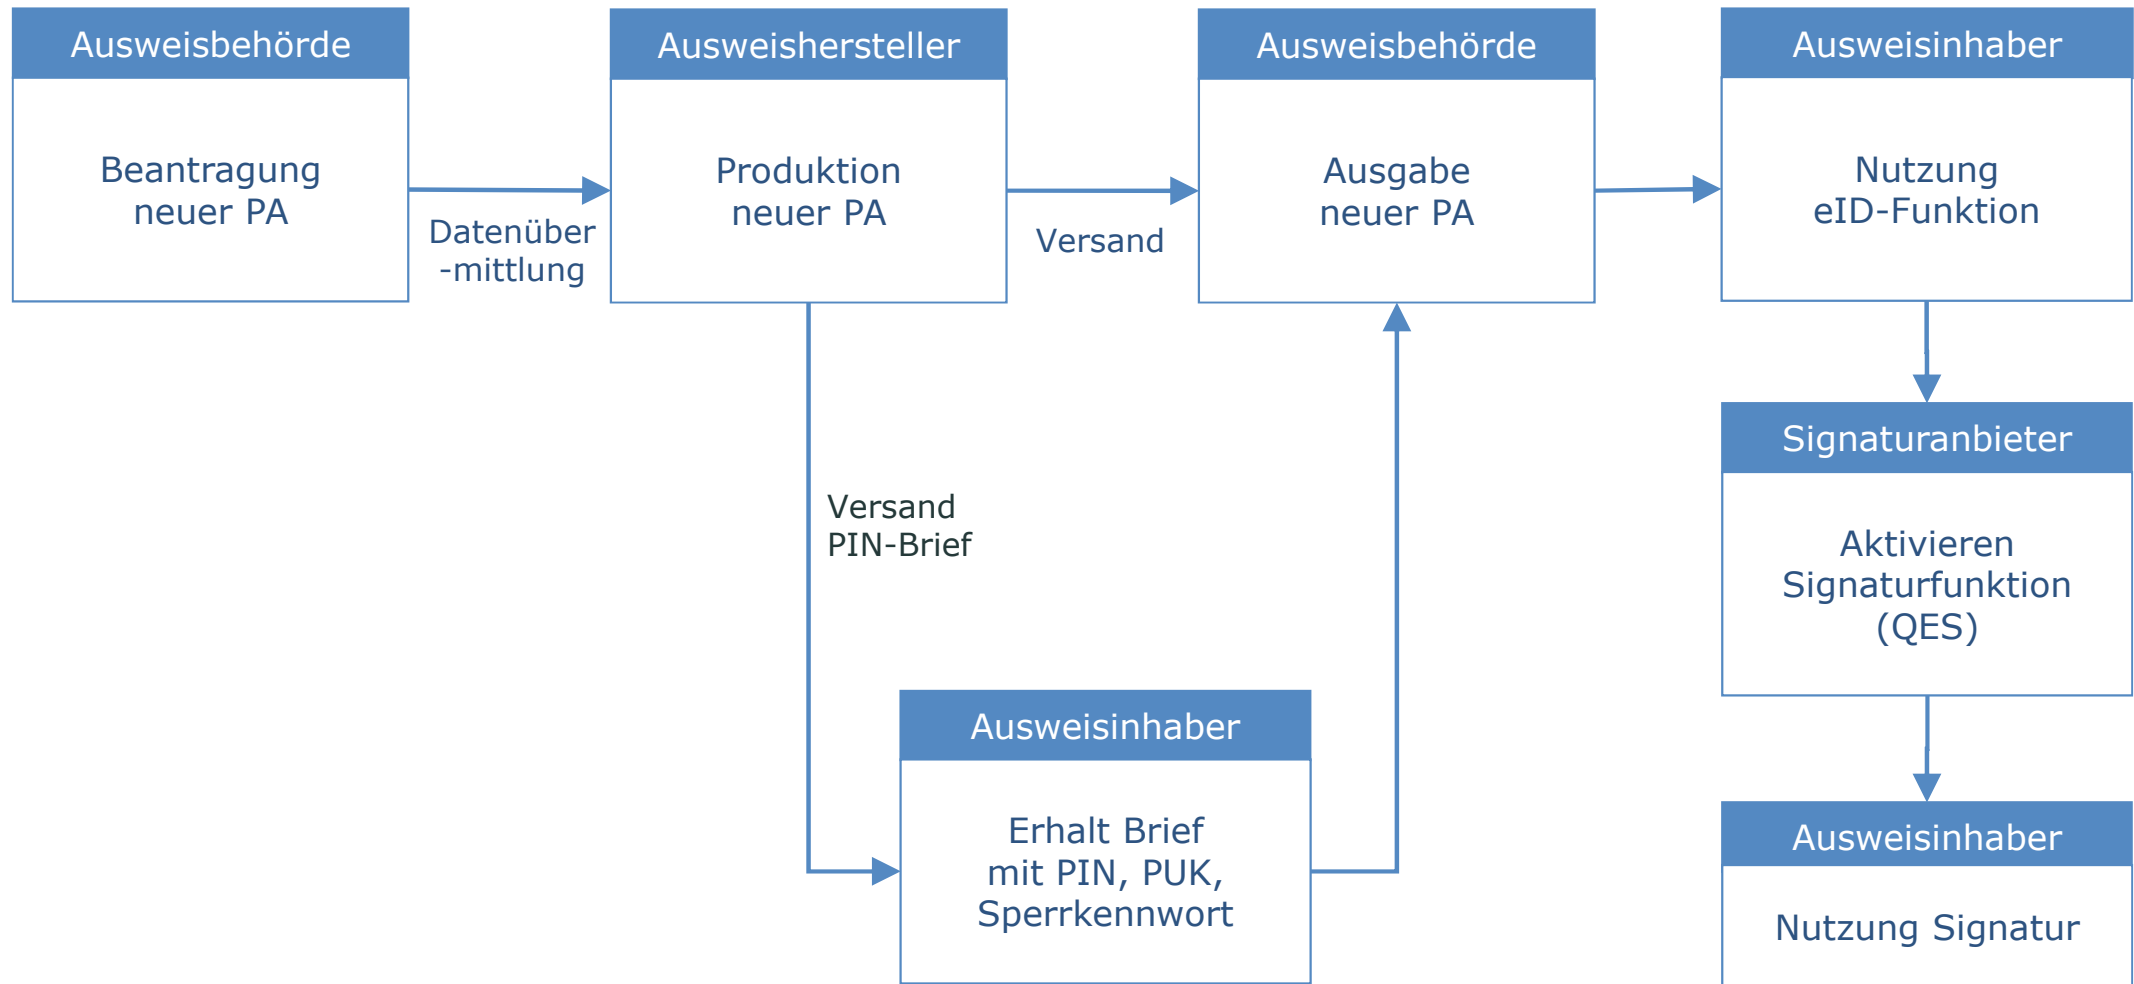 Ausweisbehörde
Beantragung
neuer PA
Datenüber
-mittlung
Ausweishersteller
Produktion
neuer PA
Versand
Ausweisbehörde
Ausgabe
neuer PA
Ausweisinhaber
Nutzung
eID-Funktion
Versand
PIN-Brief
Ausweisinhaber
Erhalt Brief
mit PIN, PUK,
Sperrkennwort
Signaturanbieter
Aktivieren
Signaturfunktion
(QES)
Ausweisinhaber
Nutzung Signatur